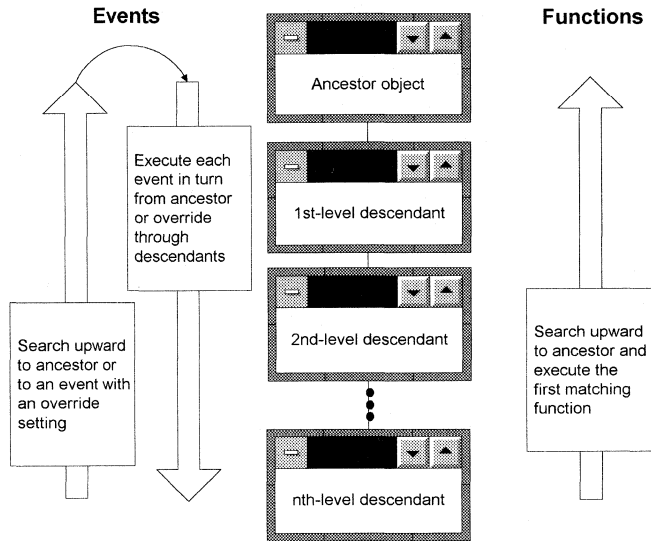 Events
Functions
Ancestor object
Execute each
event in turn
from ancestor
or override
through
descendants
1st-level descendant
Search upward
to ancestor or
to an event with
an override
setting
2nd-level descendant
Search upward
to ancestor and
execute the
first matching
function
nth-level descendant